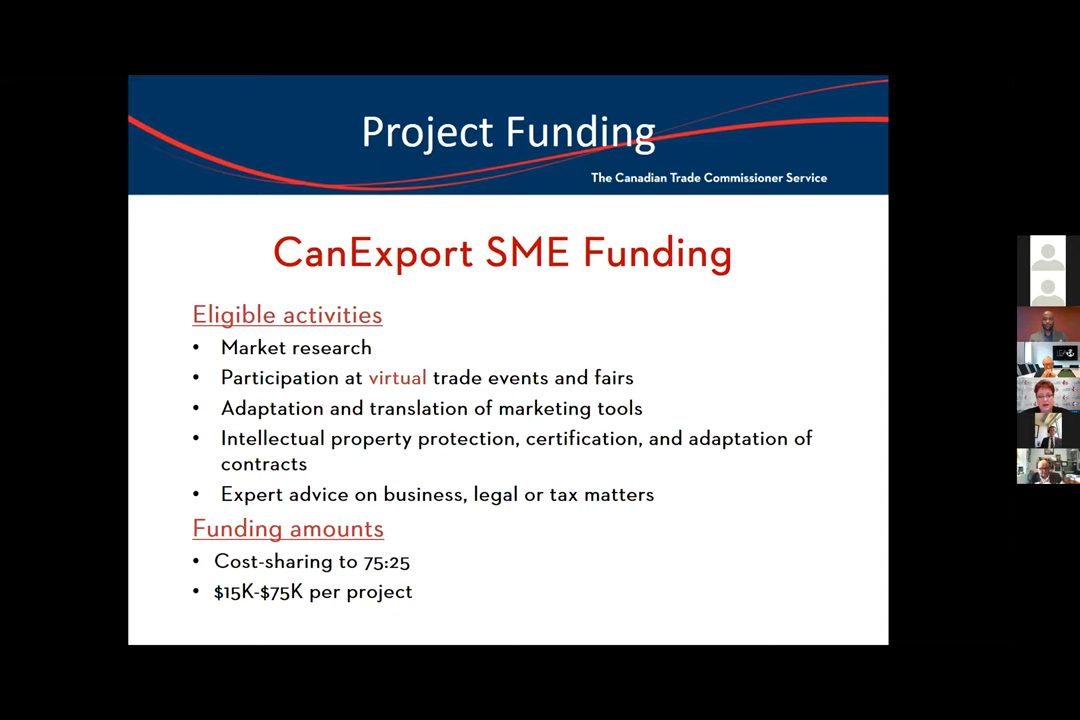 Project Funding
The Canadian Trade Commissioner Service
CanExport SME Funding
Eligible activities
• Market research
• Participation at virtual trade events and fairs
• Adaptation and translation of marketing tools
• Intellectual property protection, certification, and adaptation of
contracts
• Expert advice on business, legal or tax matters
Funding amounts
• Cost-sharing to 75:25
• $15K-$75K per project